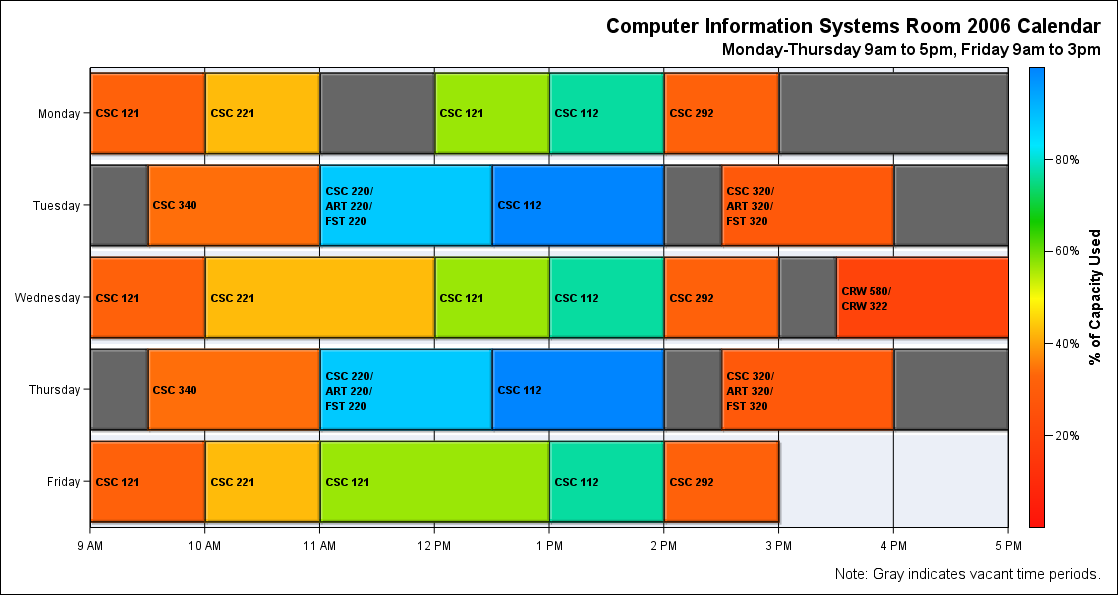 Computer Information Systems Room 2006 Calendar
Monday-Thursday 9am to 5pm, Friday 9am to 3pm
Monday
CSC 121
CSC 221
CSC 121
CSC 112
CSC 292
Tuesday
CSC 340
CSC 220/
ART 220/
FST 220
CSC 112
CSC 320/
ART 320/
FST 320
Wednesday
CSC 121
CSC 221
CSC 121
CSC 112
CSC 292
CRW 580/
CRW 322
Thursday
CSC 340
CSC 220/
ART 220/
FST 220
CSC 112
CSC 320/
ART 320/
FST 320
Friday
CSC 121
CSC 221
CSC 121
CSC 112
CSC 292
9 AM
10 AM
11 AM
12 PM
1 PM
2 PM
3 PM
4 PM
5 PM
80%
60%
40%
20%
% of Capacity Used
Note: Gray indicates vacant time periods.